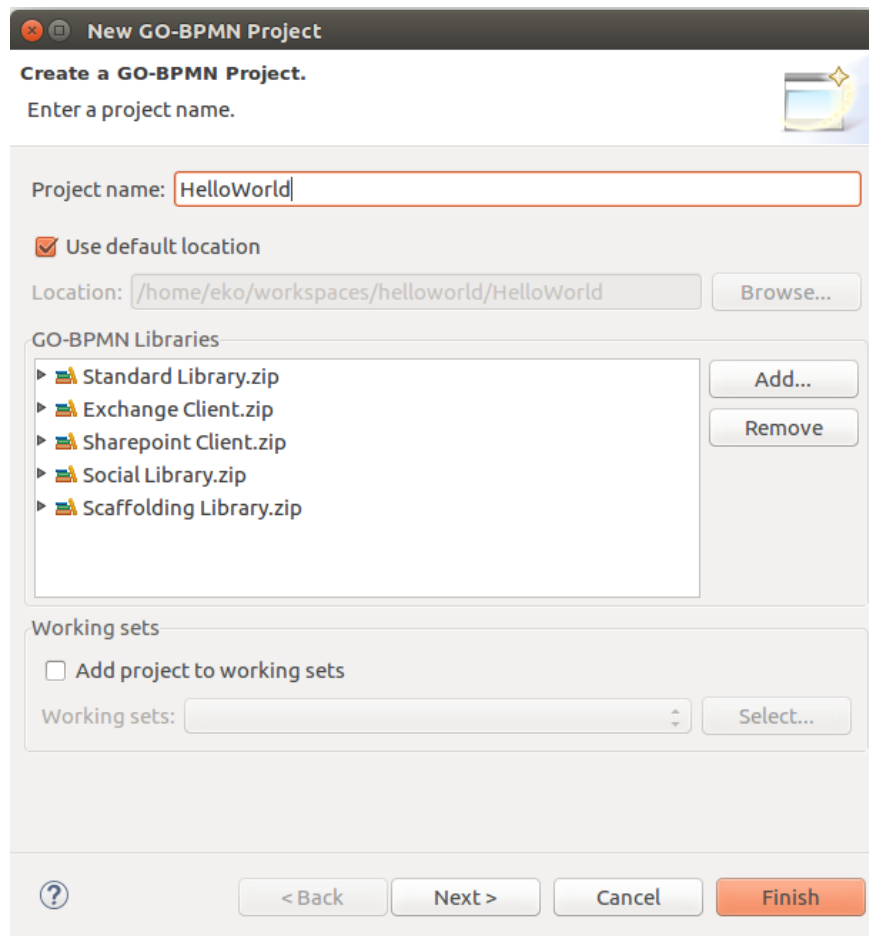 New GO-BPMN Project
Create a GO-BPMN Project.
Enter a project name.
Project name: HelloWorld
Use default location
Location: /home/eko/workspaces/helloworld/HelloWorld Browse...
GO-BPMN Libraries
Standard Library.zip Add...
Exchange Client.zip
Sharepoint Client.zip Remove
Social Library.zip
Scaffolding Library.zip
Working sets
Add project to working sets
Working sets: Select...
? < Back Next > Cancel Finish